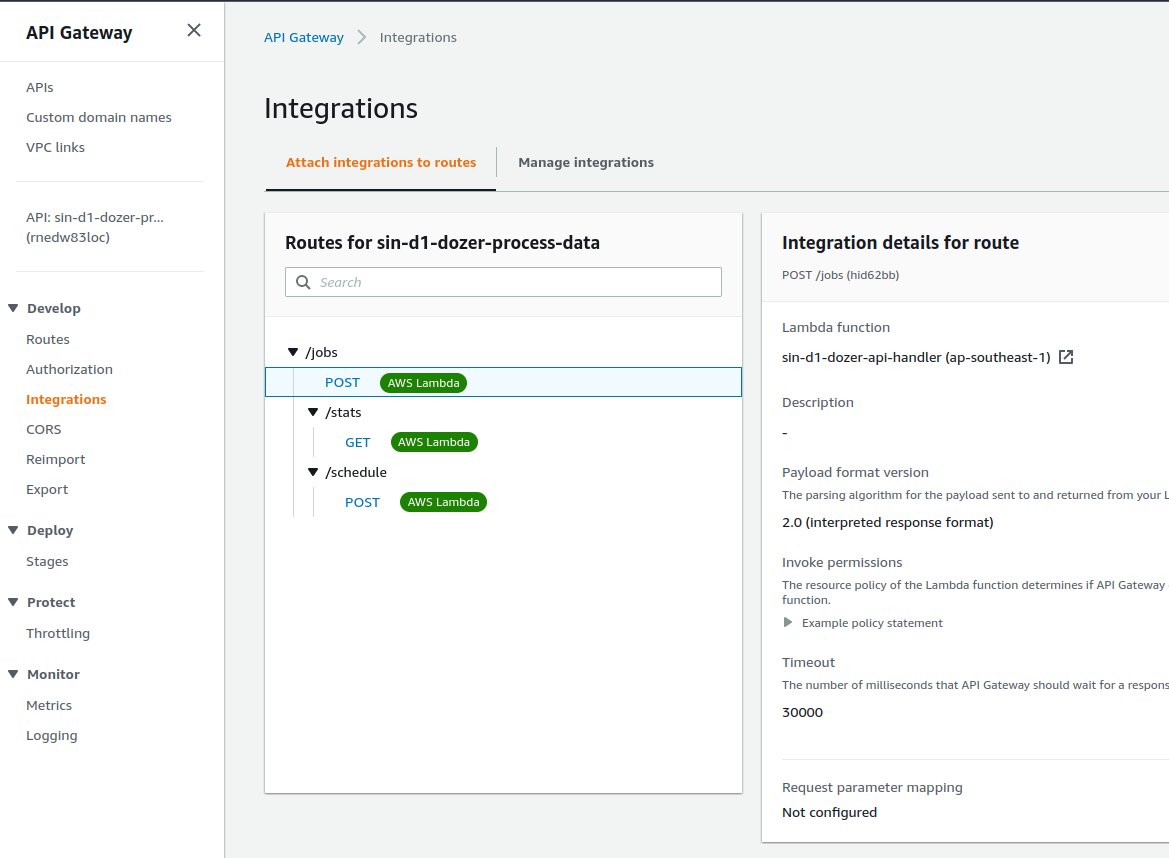 API Gateway
APIs
Custom domain names
VPC links
API: sin-d1-dozer-pr...
(rnedw83loc)
Develop
Routes
Authorization
Integrations
CORS
Reimport
Export
Deploy
Stages
Protect
Throttling
Monitor
Metrics
Logging
API Gateway > Integrations
Integrations
Attach integrations to routes
Manage integrations
Routes for sin-d1-dozer-process-data
Search
/jobs
POST AWS Lambda
/stats
GET AWS Lambda
/schedule
POST AWS Lambda
Integration details for route
POST /jobs (hid62bb)
Lambda function
sin-d1-dozer-api-handler (ap-southeast-1)
Description
-
Payload format version
The parsing algorithm for the payload sent to and returned from your L
2.0 (interpreted response format)
Invoke permissions
The resource policy of the Lambda function determines if API Gateway
function.
Example policy statement
Timeout
The number of milliseconds that API Gateway should wait for a respons
30000
Request parameter mapping
Not configured